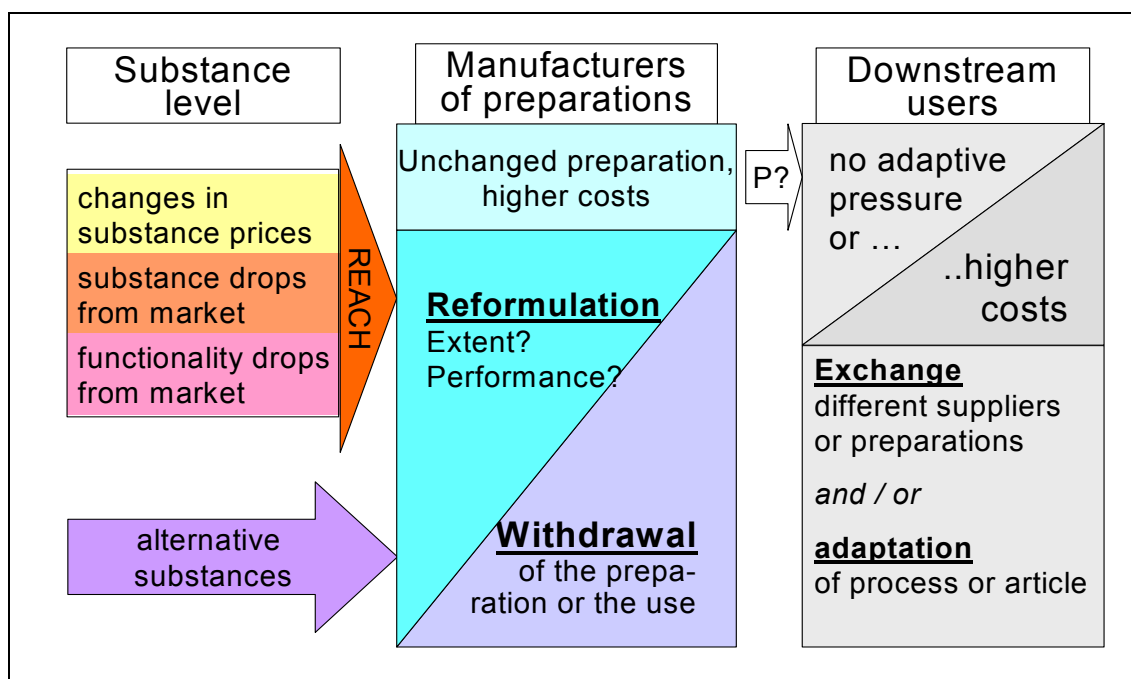 Substance
level
changes in
substance prices
substance drops
from market
functionality drops
from market
REACH
alternative
substances
Manufacturers
of preparations
Unchanged preparation,
higher costs
Reformulation
Extent?
Performance?
Withdrawal
of the prepa-
ration or the use
P?
Downstream
users
no adaptive
pressure
or …
..higher
costs
Exchange
different suppliers
or preparations
and / or
adaptation
of process or article